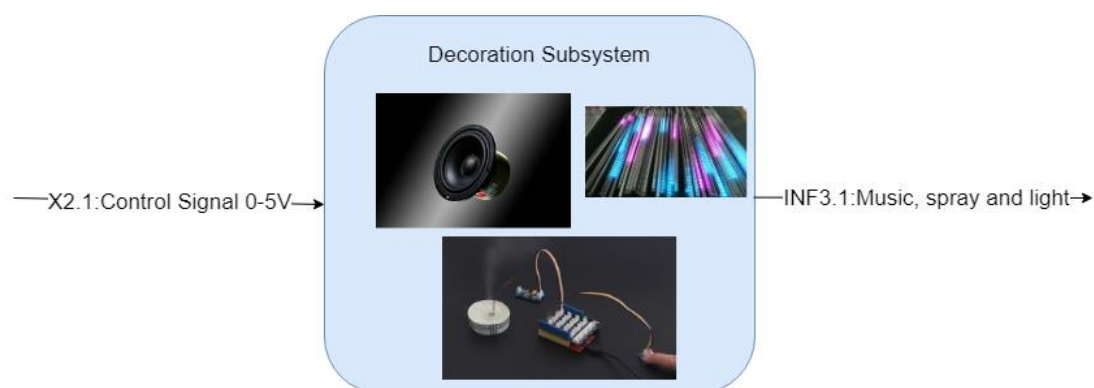 Decoration Subsystem
X2.1:Control Signal 0-5V
INF3.1:Music, spray and light